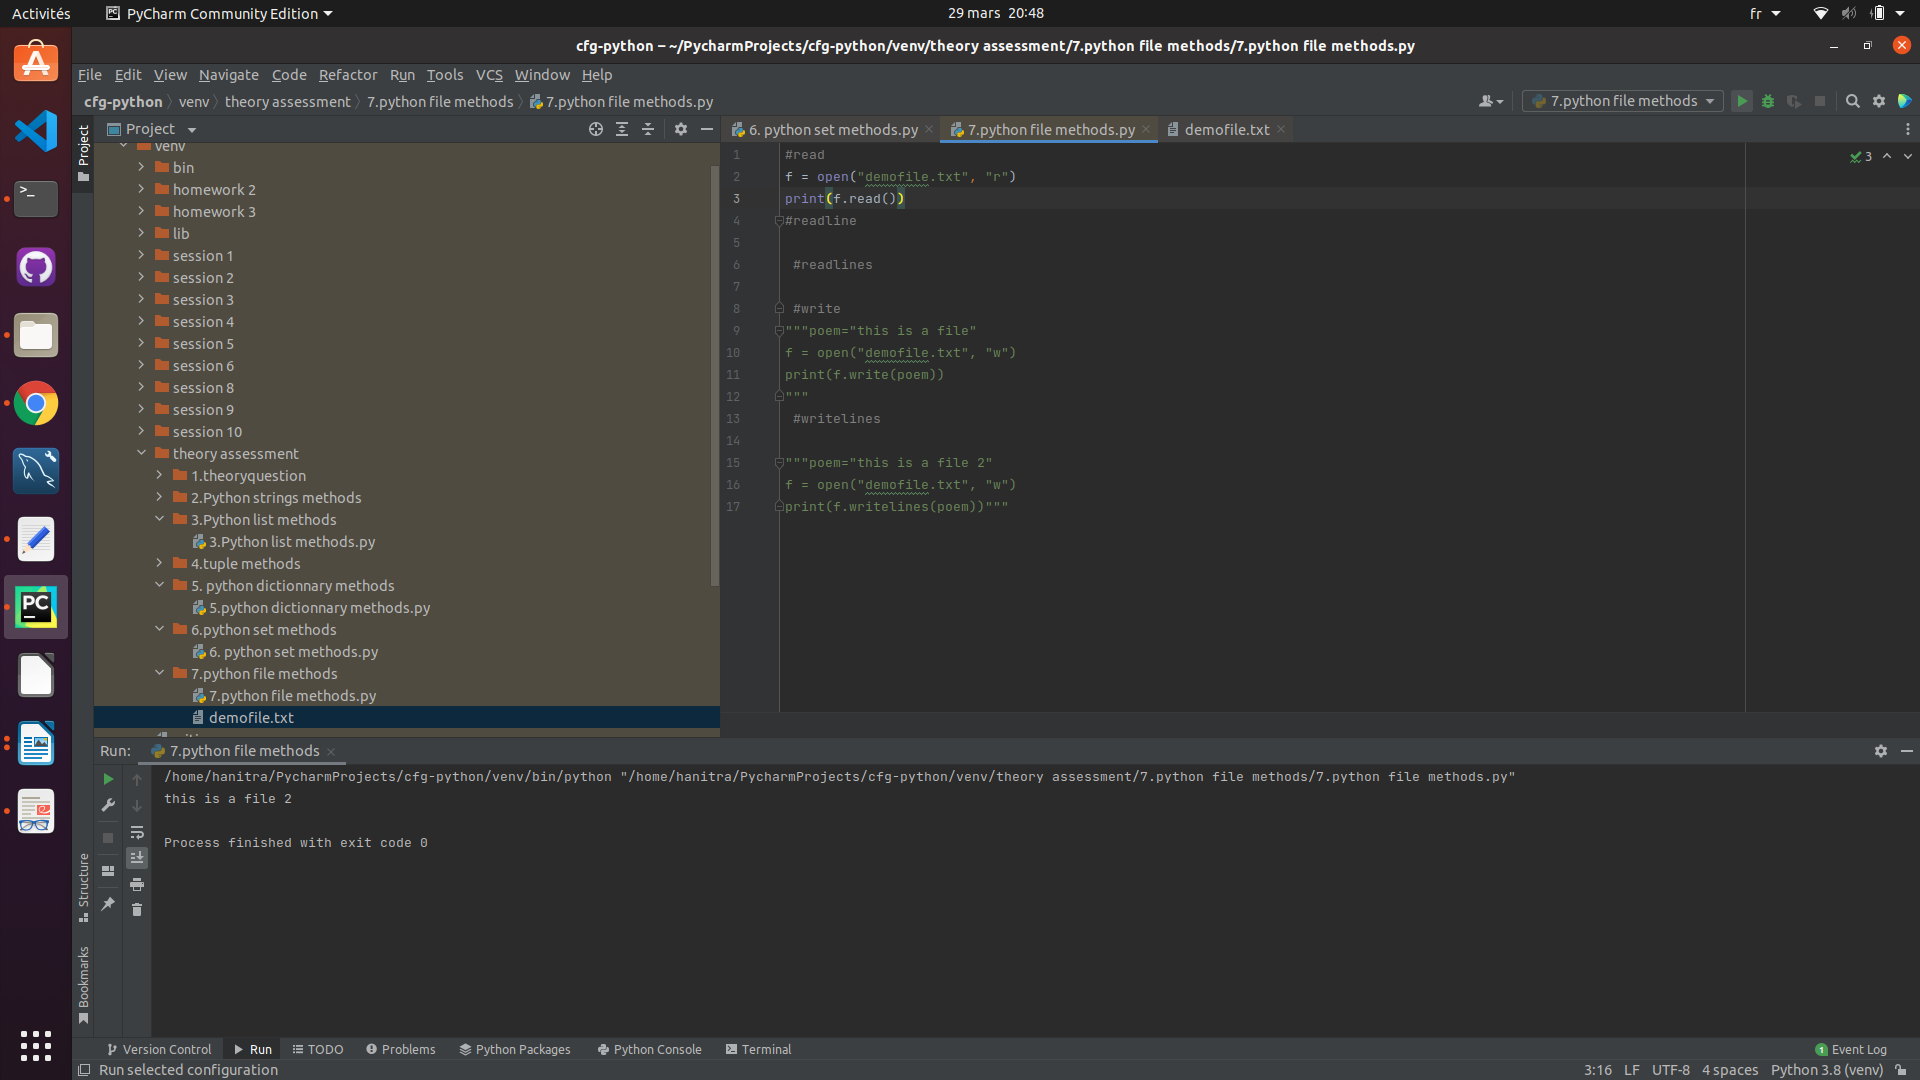 Activités PyCharm Community Edition 29 mars 20:48 fr
cfg-python – ~/PycharmProjects/cfg-python/venv/theory assessment/7.python file methods/7.python file methods.py
File Edit View Navigate Code Refactor Run Tools VCS Window Help
cfg-python venv theory assessment 7.python file methods 7.python file methods.py 7.python file methods
Project
Project
6. python set methods.py 7.python file methods.py demofile.txt
venv
bin
homework 2
homework 3
lib
session 1
session 2
session 3
session 4
session 5
session 6
session 8
session 9
session 10
theory assessment
1.theoryquestion
2.Python strings methods
3.Python list methods
3.Python list methods.py
4.tuple methods
5. python dictionnary methods
5.python dictionnary methods.py
6.python set methods
6. python set methods.py
7.python file methods
7.python file methods.py
demofile.txt
3
1 #read
2 f = open("demofile.txt", "r")
3 print(f.read())
4 #readline
5
6 #readlines
7
8 #write
9 """poem="this is a file"
10 f = open("demofile.txt", "w")
11 print(f.write(poem))
12 """
13 #writelines
14
15 """poem="this is a file 2"
16 f = open("demofile.txt", "w")
17 print(f.writelines(poem))"""
Run: 7.python file methods
/home/hanitra/PycharmProjects/cfg-python/venv/bin/python "/home/hanitra/PycharmProjects/cfg-python/venv/theory assessment/7.python file methods/7.python file methods.py"
this is a file 2
Process finished with exit code 0
Structure
Bookmarks
Version Control Run TODO Problems Python Packages Python Console Terminal 1 Event Log
Run selected configuration 3:16 LF UTF-8 4 spaces Python 3.8 (venv)